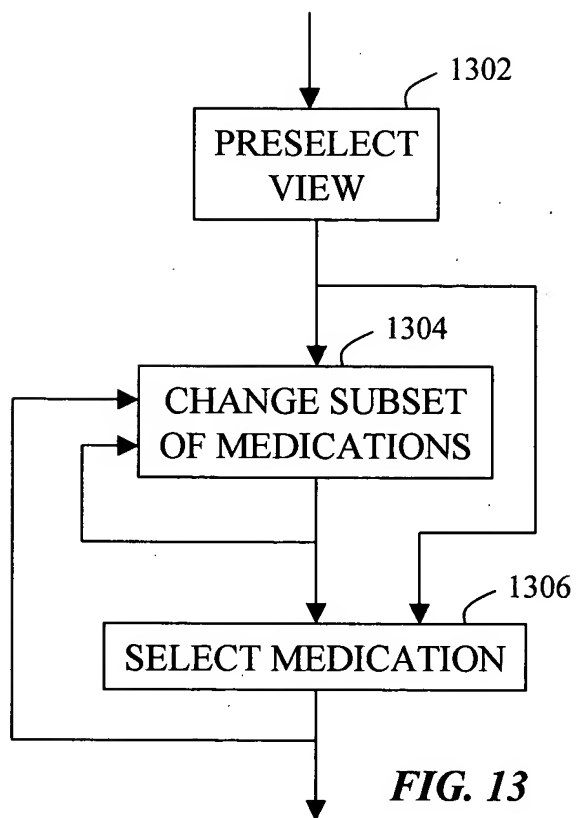 1302
PRESELECT
VIEW
1304
CHANGE SUBSET
OF MEDICATIONS
1306
SELECT MEDICATION
FIG. 13